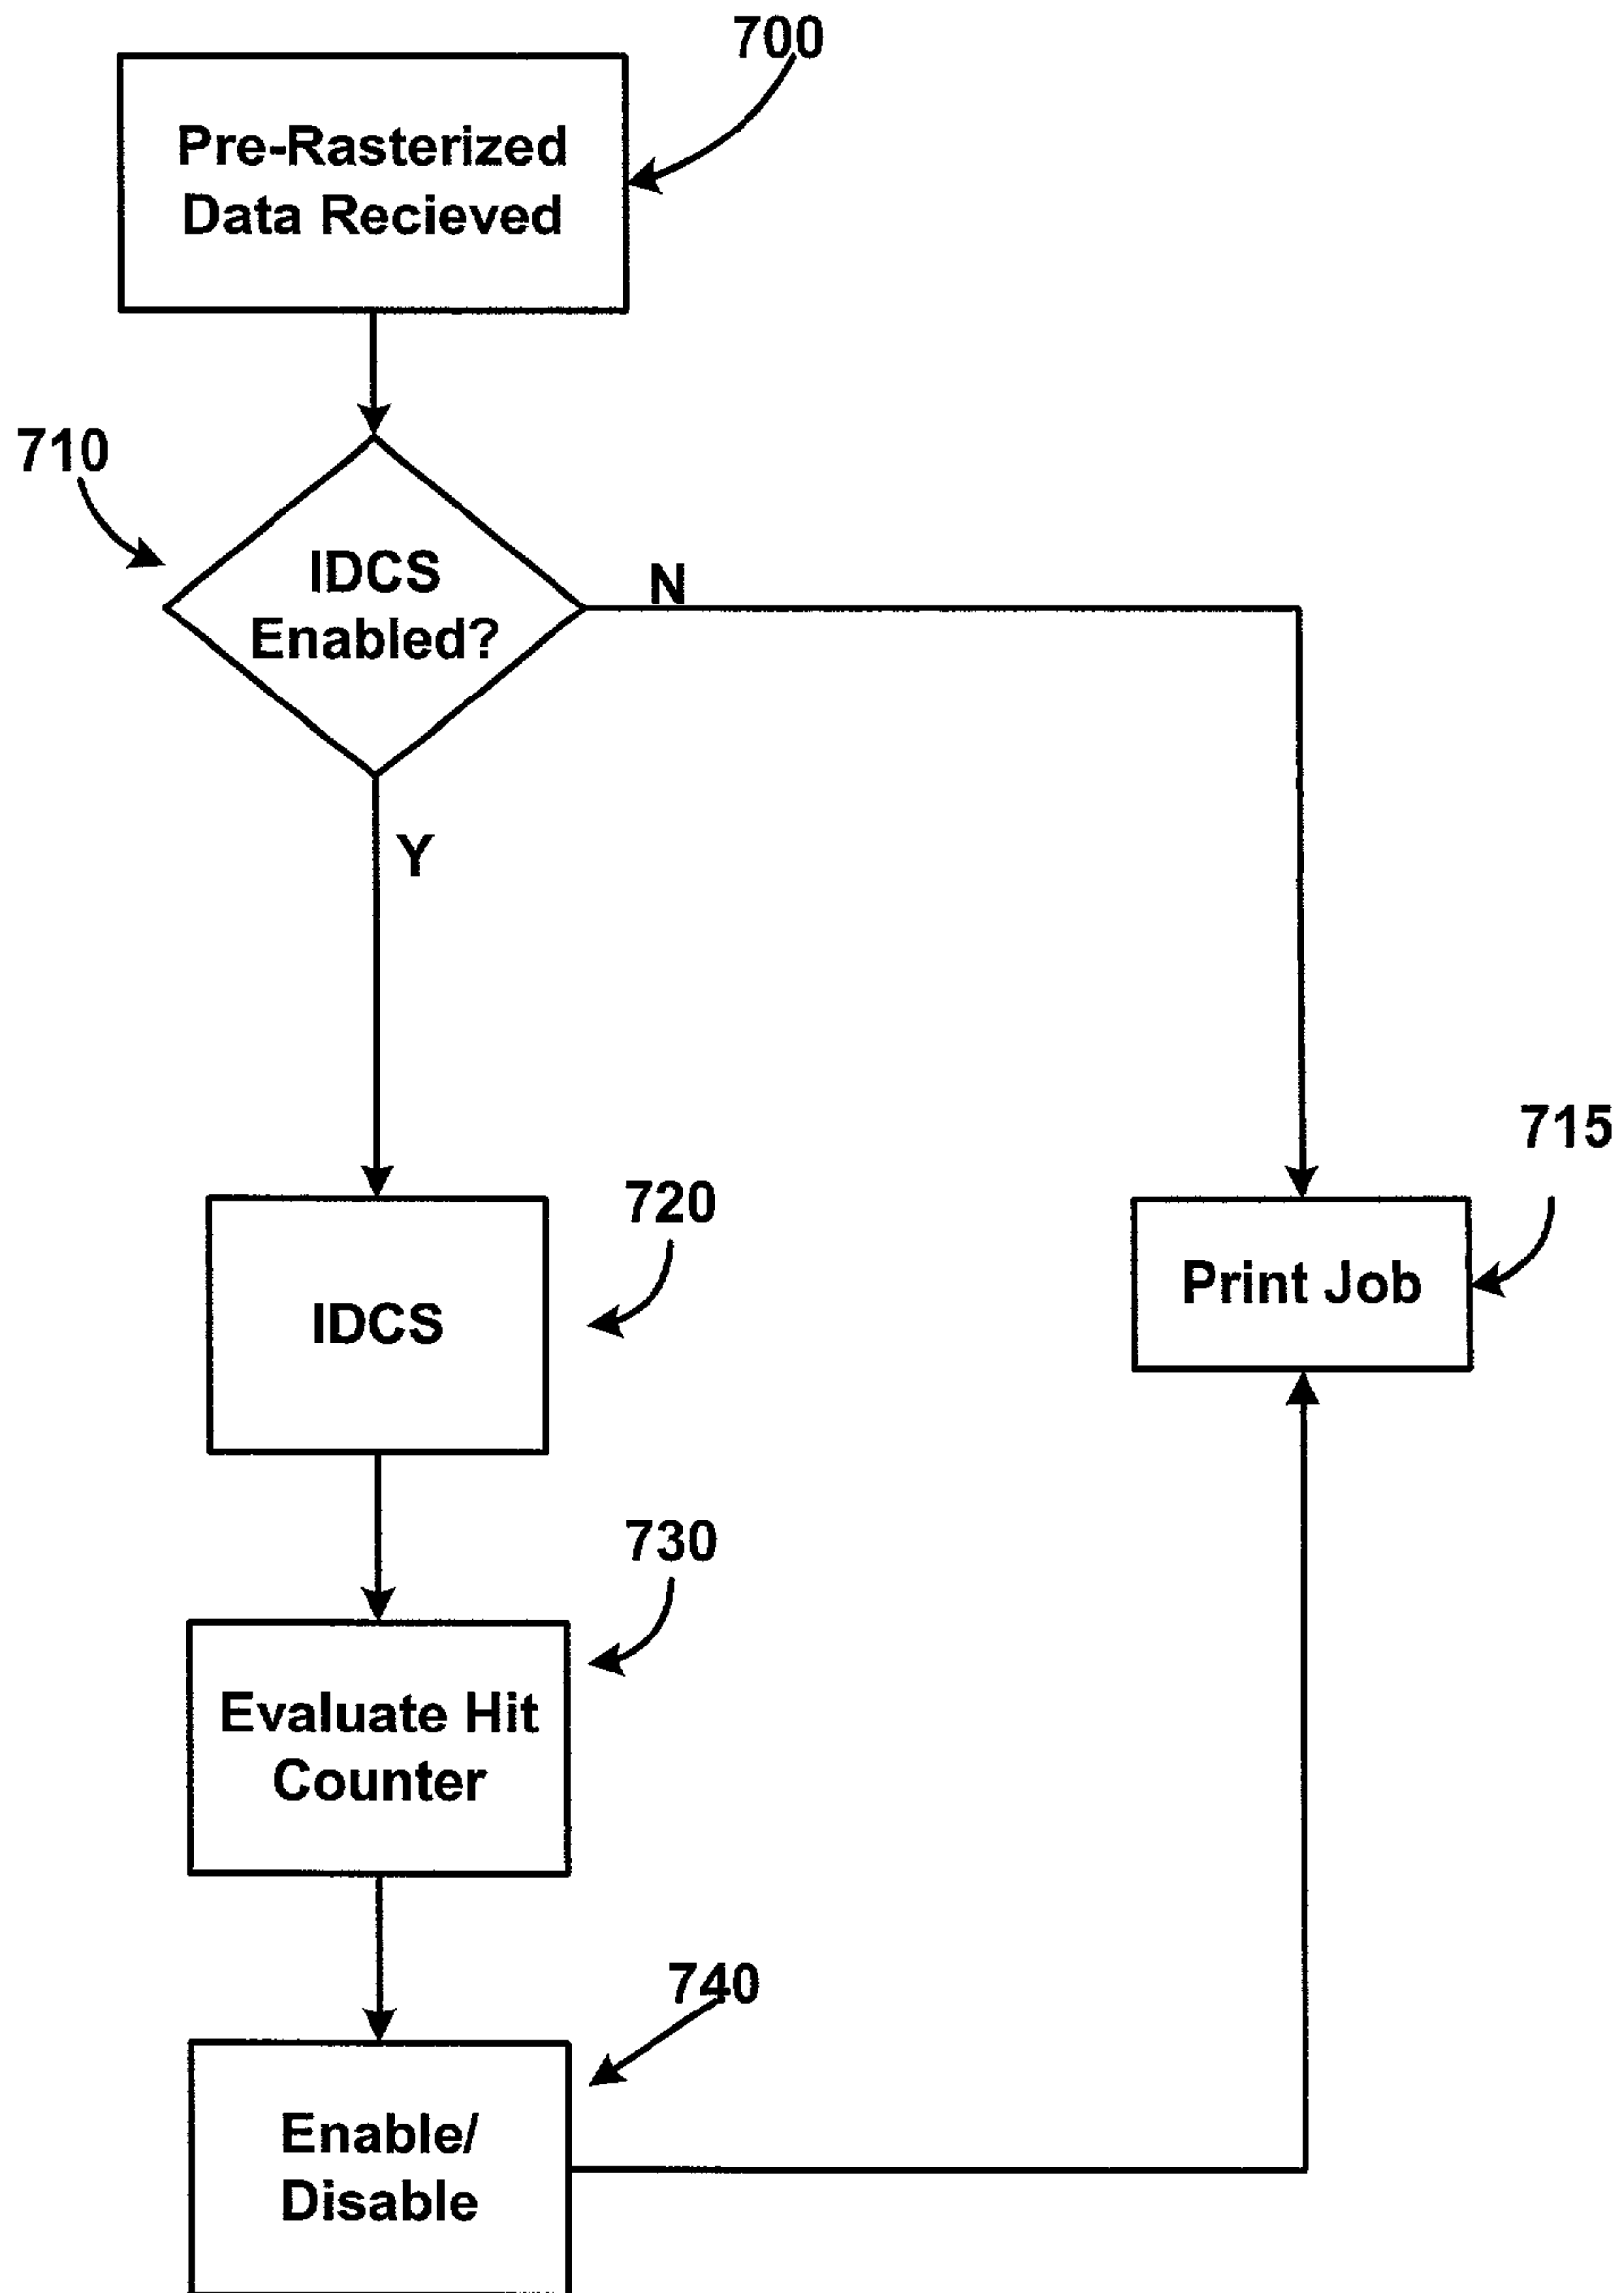 700
Pre-Rasterized
Data Recieved
710
IDCS
Enabled?
N
Y
715
720
Print Job
IDCS
730
Evaluate Hit
Counter
740
Enable/
Disable